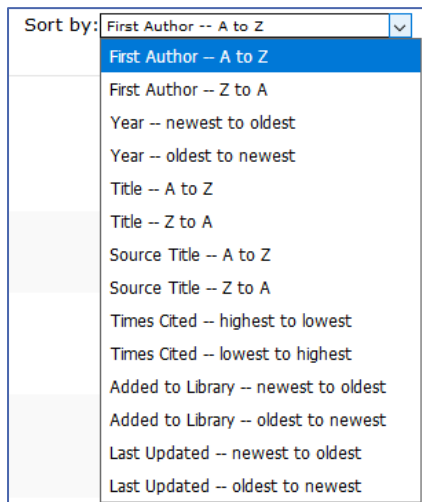 Sort by: First Author -- A to Z
First Author -- A to Z
First Author -- Z to A
Year -- newest to oldest
Year -- oldest to newest
Title -- A to Z
Title -- Z to A
Source Title -- A to Z
Source Title -- Z to A
Times Cited -- highest to lowest
Times Cited -- lowest to highest
Added to Library -- newest to oldest
Added to Library -- oldest to newest
Last Updated -- newest to oldest
Last Updated -- oldest to newest